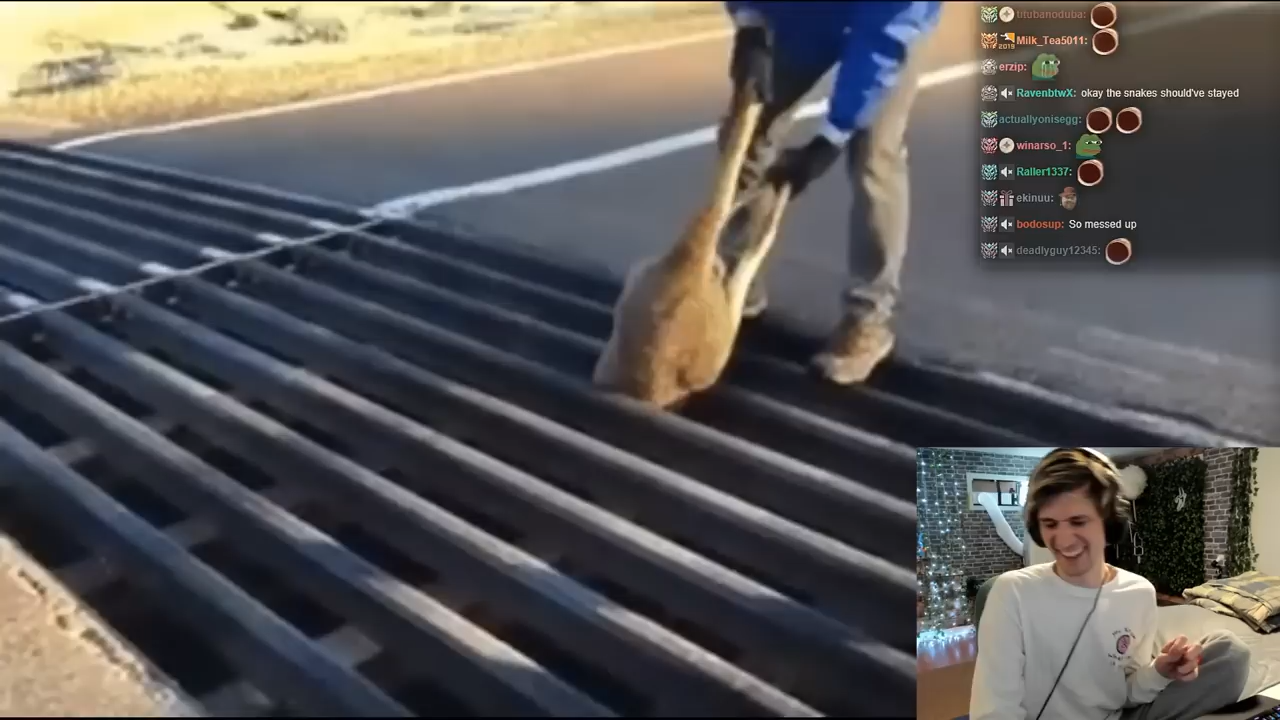 titubanoduba:
Milk_Tea5011:
erzip:
RavenbtwX: okay the snakes should've stayed
actuallyonisegg:
winarso_1:
Raller1337:
ekinuu:
bodosup: So messed up
deadlyguy12345: